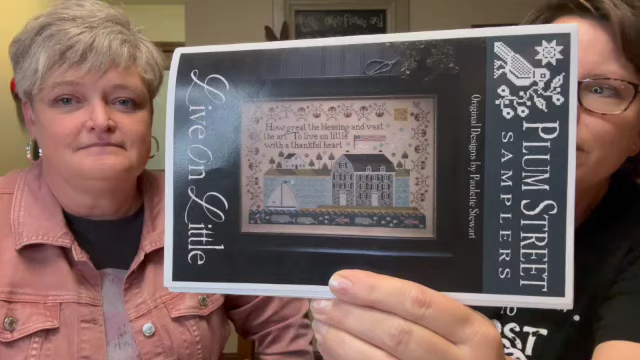 Live On Little
How great the blessing and vast
the art To live on little
with a thankful heart
Original Designs by Paulette Stewart
PLUM STREET
SAMPLERS